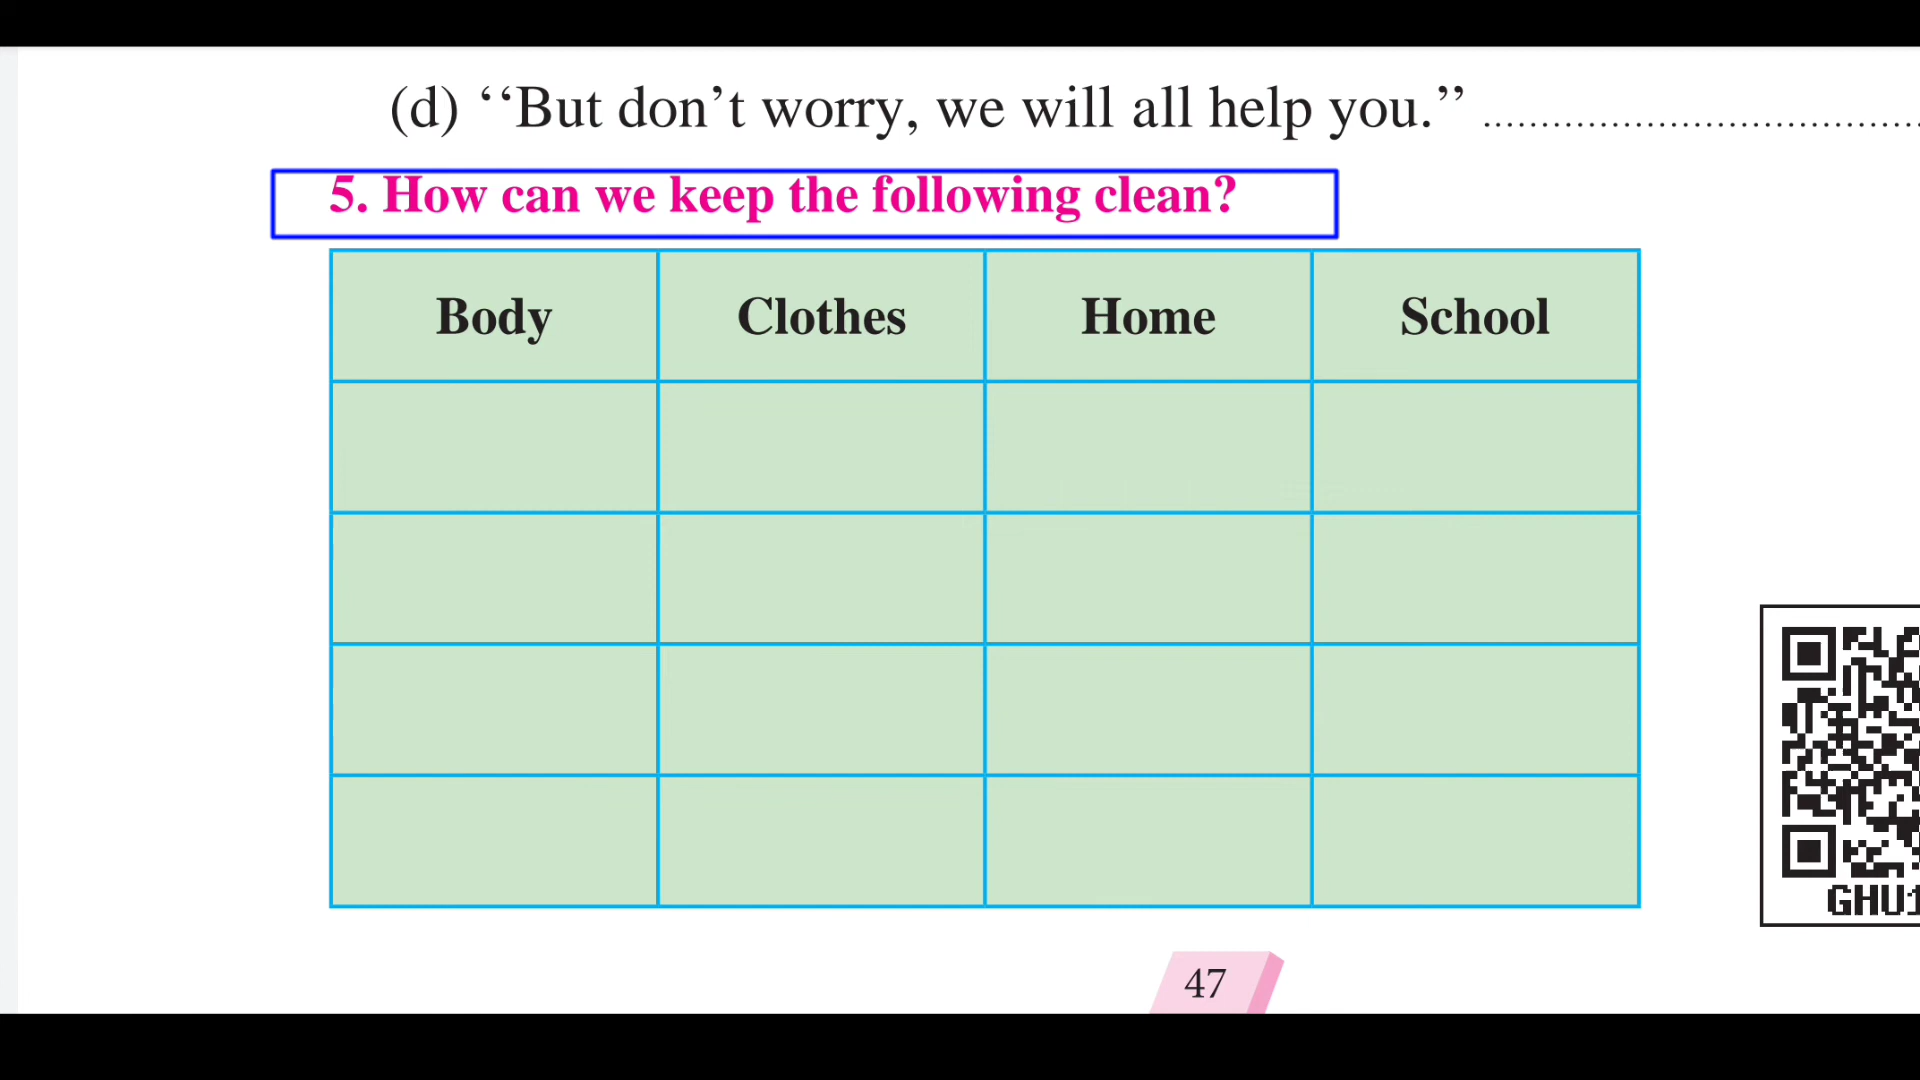 (d) ‘‘But don’t worry, we will all help you.’’ ....................................
5. How can we keep the following clean?
Body Clothes Home School
GHU1
47